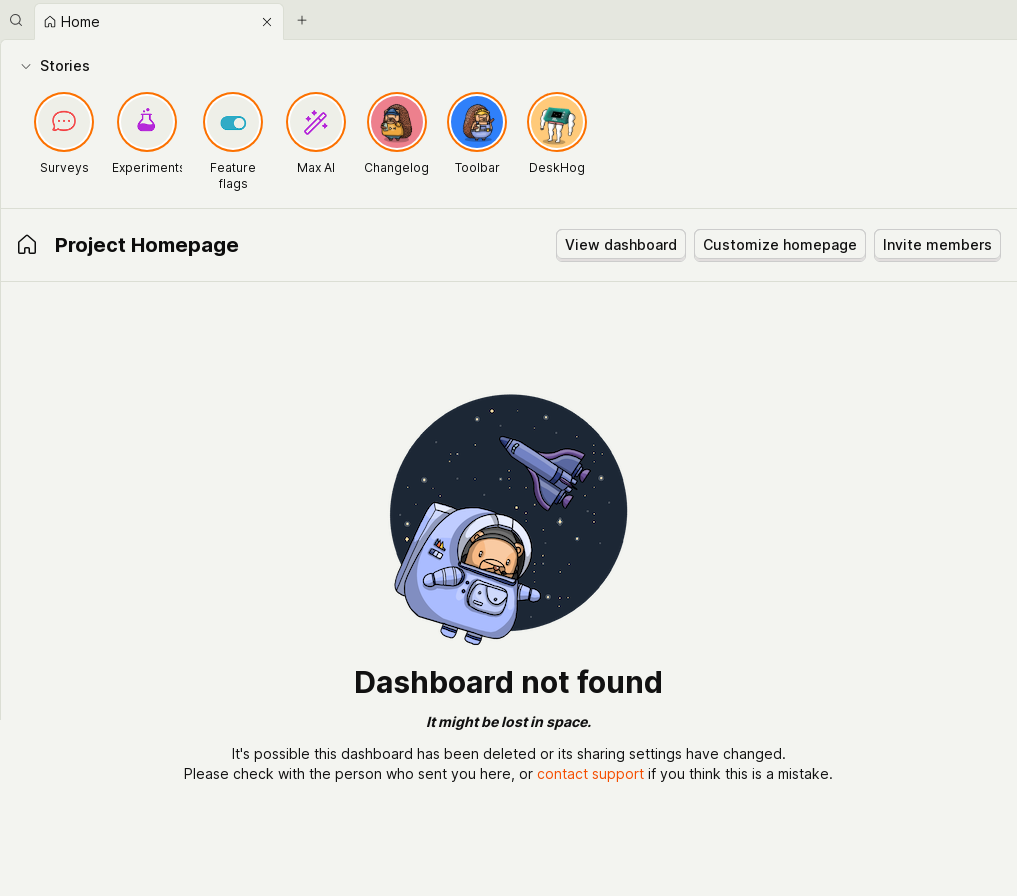 Home
Stories
Surveys
Experiments
Feature
flags
Max AI
Changelog
Toolbar
DeskHog
Project Homepage
View dashboard
Customize homepage
Invite members
Dashboard not found
It might be lost in space.
It's possible this dashboard has been deleted or its sharing settings have changed.
Please check with the person who sent you here, or contact support if you think this is a mistake.